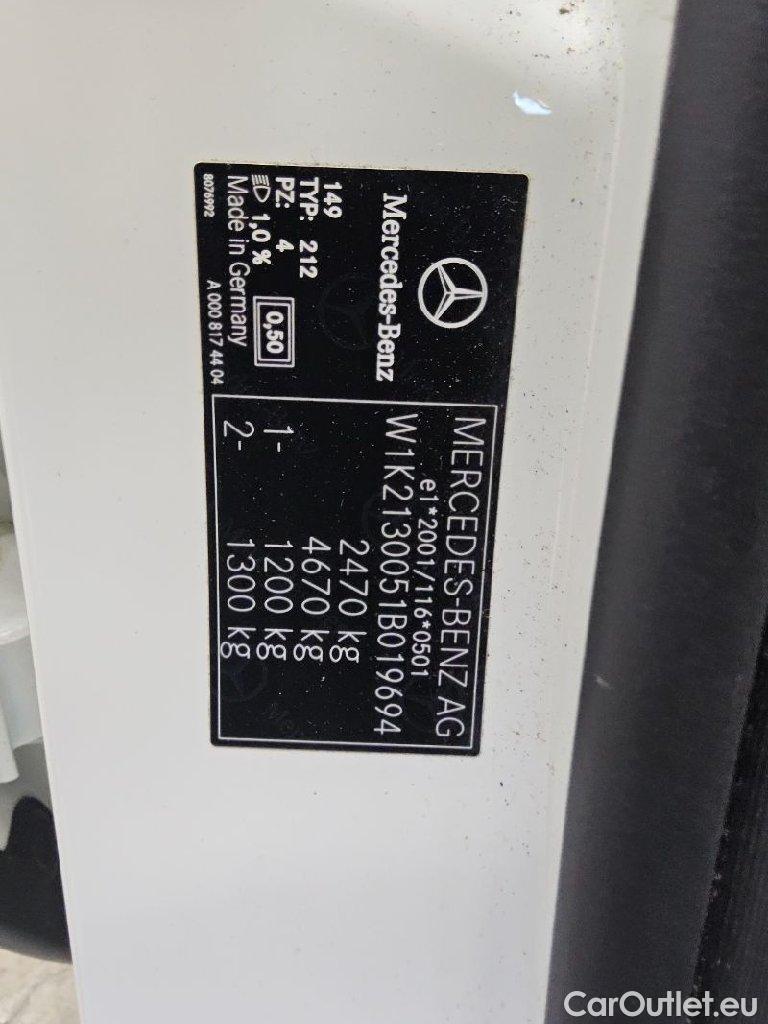 Mercedes-Benz
149
TYP: 212
PZ: 4
1,0 %
0,50
Made in Germany
8076992
A 000 817 44 04
MERCEDES-BENZ AG
e1*2001/116*0501
W1K2130051B019694
2470 kg
4670 kg
1- 1200 kg
2- 1300 kg
CarOutlet.eu